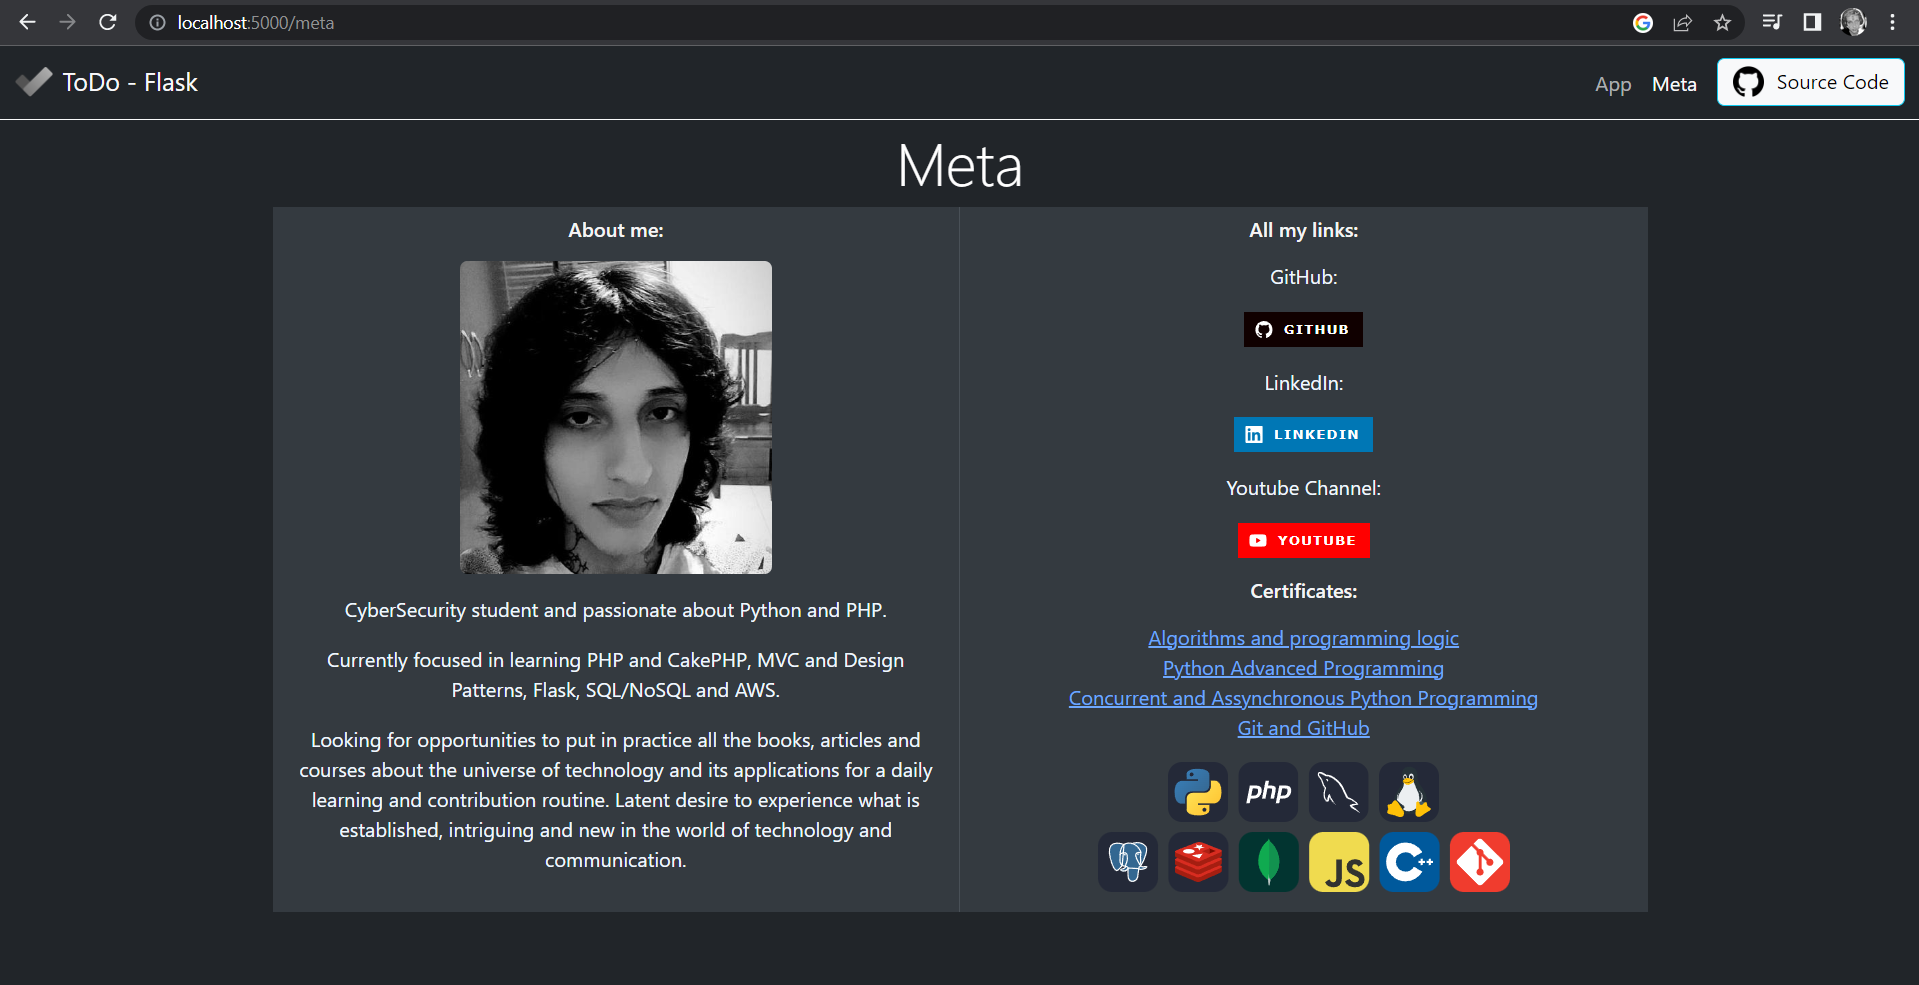 localhost:5000/meta
ToDo - Flask
App
Meta
Source Code
Meta
About me:
CyberSecurity student and passionate about Python and PHP.
Currently focused in learning PHP and CakePHP, MVC and Design
Patterns, Flask, SQL/NoSQL and AWS.
Looking for opportunities to put in practice all the books, articles and
courses about the universe of technology and its applications for a daily
learning and contribution routine. Latent desire to experience what is
established, intriguing and new in the world of technology and
communication.
All my links:
GitHub:
GITHUB
LinkedIn:
in LINKEDIN
Youtube Channel:
YOUTUBE
Certificates:
Algorithms and programming logic
Python Advanced Programming
Concurrent and Assynchronous Python Programming
Git and GitHub
php
JS
C++